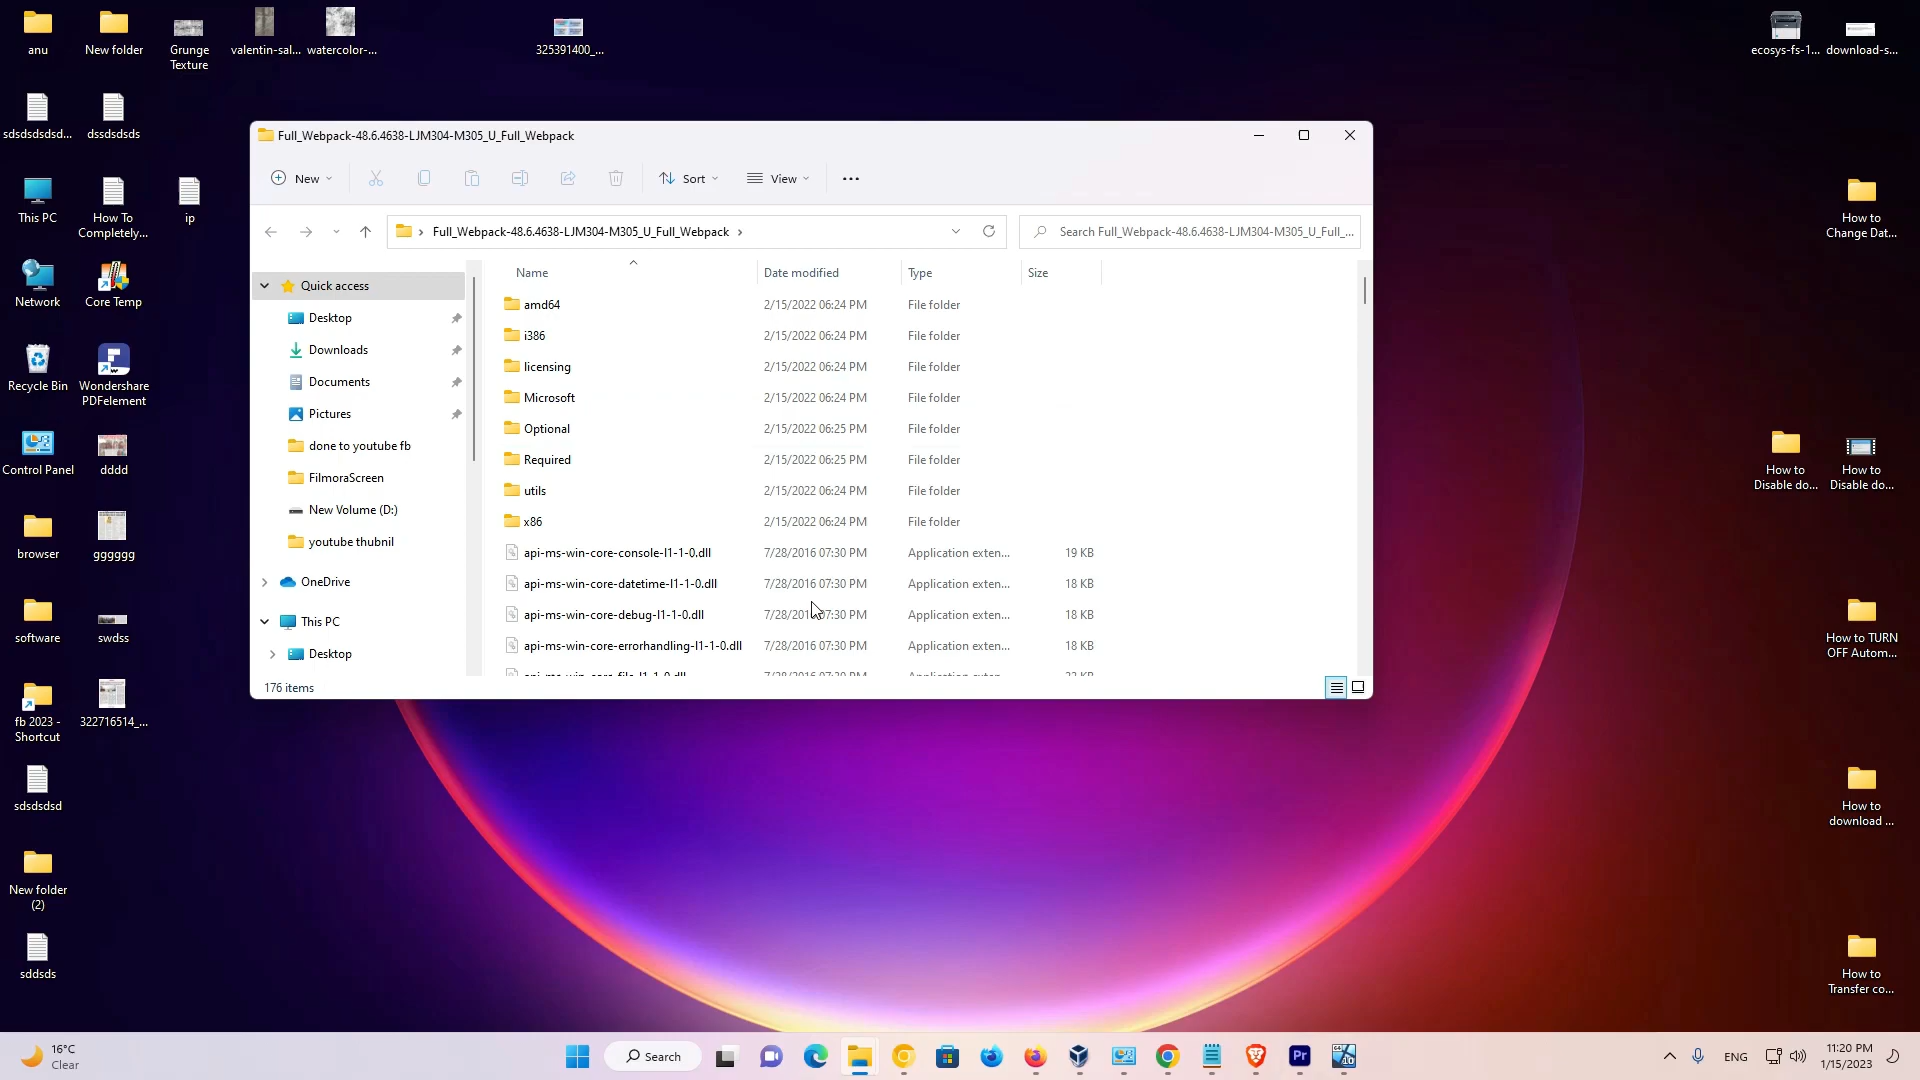 anu
New folder
Grunge
Texture
valentin-sal...
watercolor-...
325391400_...
ecosys-fs-1...
download-s...
sdsdsdsdsd...
dssdsdsds
This PC
How To
Completely...
ip
Network
Core Temp
Recycle Bin
Wondershare
PDFelement
Control Panel
dddd
browser
gggggg
software
swdss
fb 2023 -
Shortcut
322716514_...
sdsdsdsd
New folder
(2)
sddsds
Full_Webpack-48.6.4638-LJM304-M305_U_Full_Webpack
New
Sort
View
Full_Webpack-48.6.4638-LJM304-M305_U_Full_Webpack
Search Full_Webpack-48.6.4638-LJM304-M305_U_Full_...
Quick access
Desktop
Downloads
Documents
Pictures
done to youtube fb
FilmoraScreen
New Volume (D:)
youtube thubnil
OneDrive
This PC
Desktop
Name Date modified Type Size
amd64 2/15/2022 06:24 PM File folder
i386 2/15/2022 06:24 PM File folder
licensing 2/15/2022 06:24 PM File folder
Microsoft 2/15/2022 06:24 PM File folder
Optional 2/15/2022 06:25 PM File folder
Required 2/15/2022 06:25 PM File folder
utils 2/15/2022 06:24 PM File folder
x86 2/15/2022 06:24 PM File folder
api-ms-win-core-console-l1-1-0.dll 7/28/2016 07:30 PM Application exten... 19 KB
api-ms-win-core-datetime-l1-1-0.dll 7/28/2016 07:30 PM Application exten... 18 KB
api-ms-win-core-debug-l1-1-0.dll 7/28/2016 07:30 PM Application exten... 18 KB
api-ms-win-core-errorhandling-l1-1-0.dll 7/28/2016 07:30 PM Application exten... 18 KB
176 items
How to
Change Dat...
How to
Disable do...
How to
Disable do...
How to TURN
OFF Autom...
How to
download ...
How to
Transfer co...
16°C
Clear
Search
Pr
ENG
11:20 PM
1/15/2023